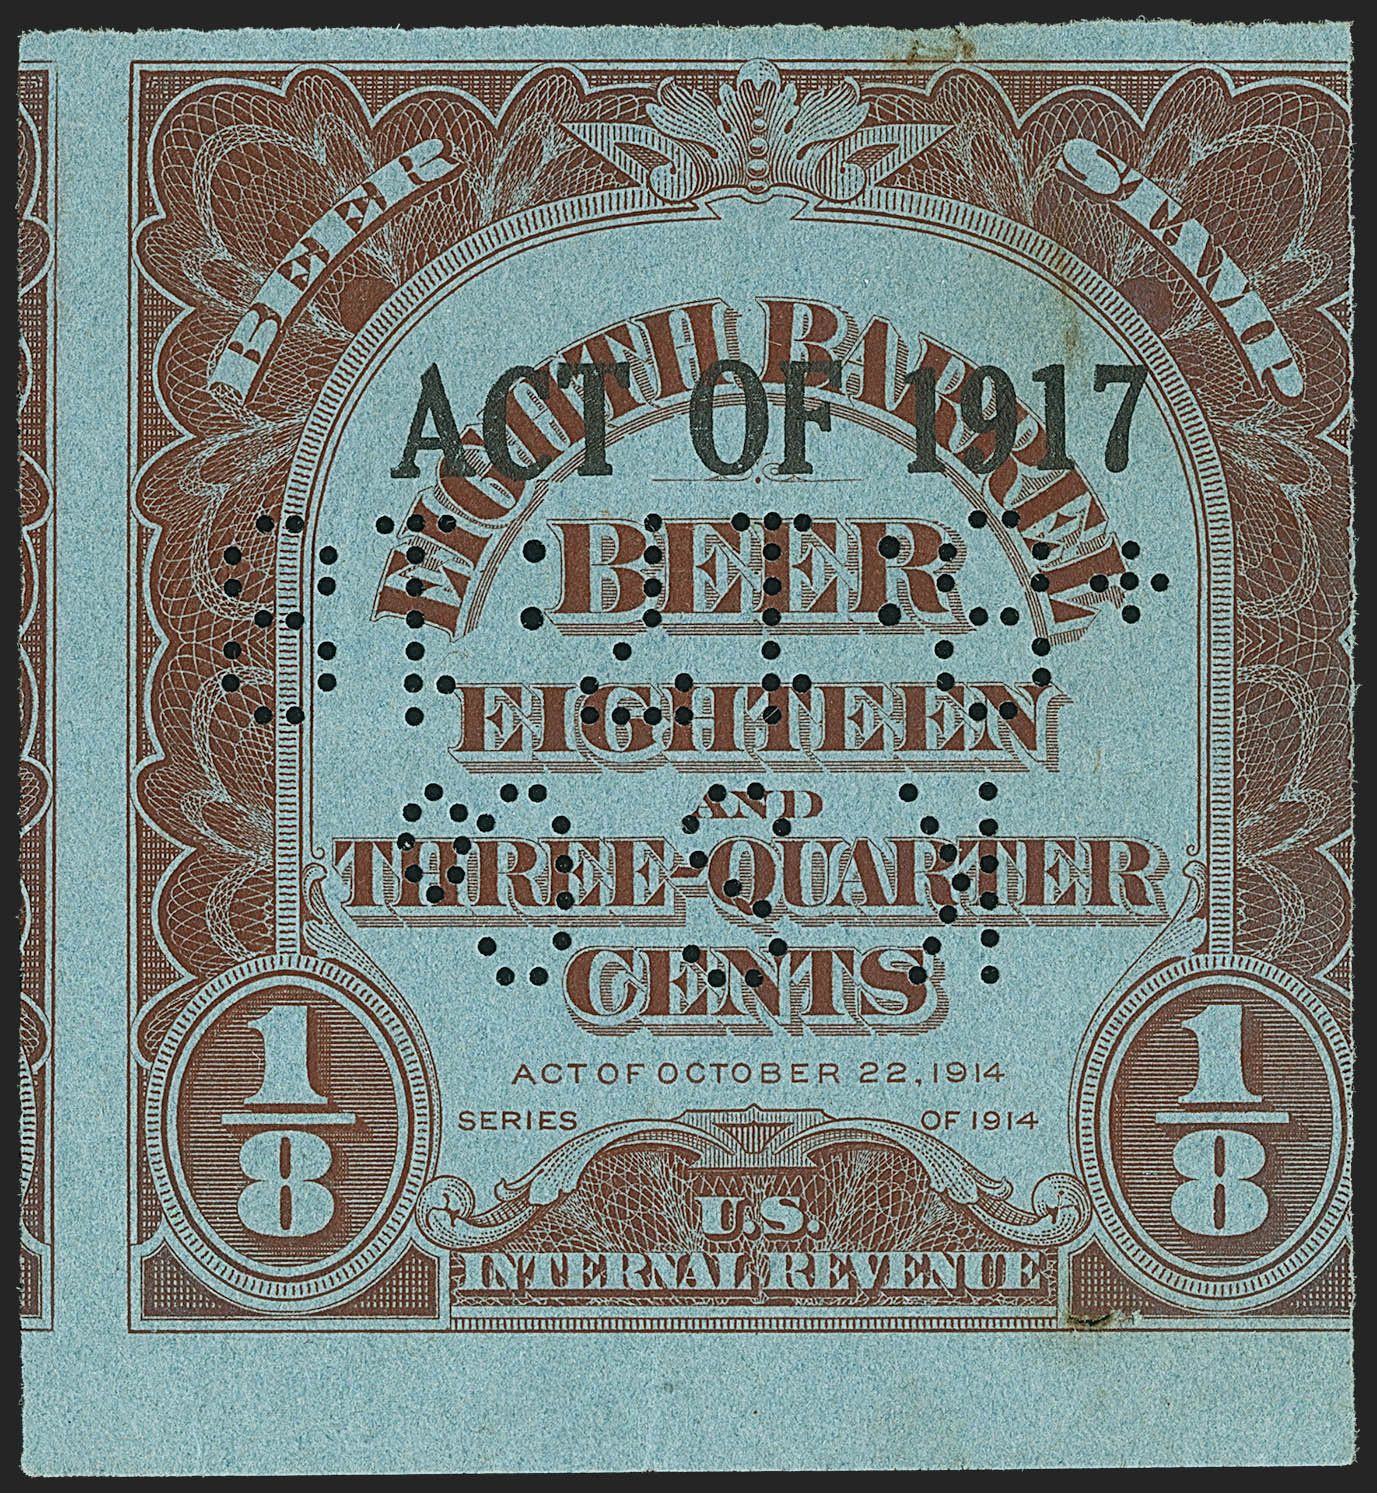 BEER STAMP
EIGHTH BARREL
ACT OF 1917
BEER
EIGHTEEN
AND
THREE-QUARTER
CENTS
ACT OF OCTOBER 22, 1914
SERIES OF 1914
1/8 1/8
U.S.
INTERNAL REVENUE